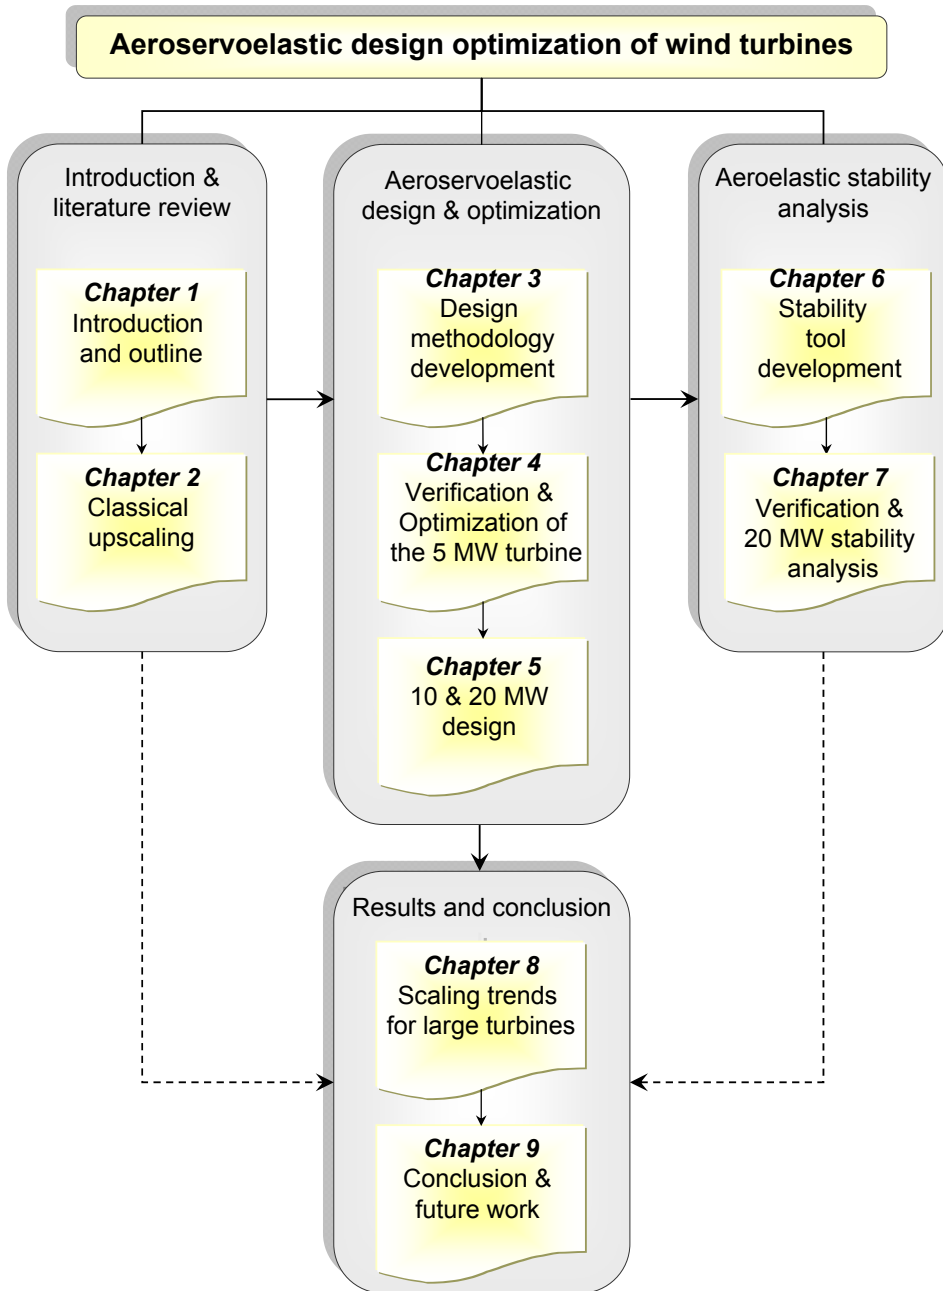 Aeroservoelastic design optimization of wind turbines
Introduction &
literature review
Chapter 1
Introduction
and outline
Chapter 2
Classical
upscaling
Aeroservoelastic
design & optimization
Chapter 3
Design
methodology
development
Chapter 4
Verification &
Optimization of
the 5 MW turbine
Chapter 5
10 & 20 MW
design
Aeroelastic stability
analysis
Chapter 6
Stability
tool
development
Chapter 7
Verification &
20 MW stability
analysis
Results and conclusion
Chapter 8
Scaling trends
for large turbines
Chapter 9
Conclusion &
future work